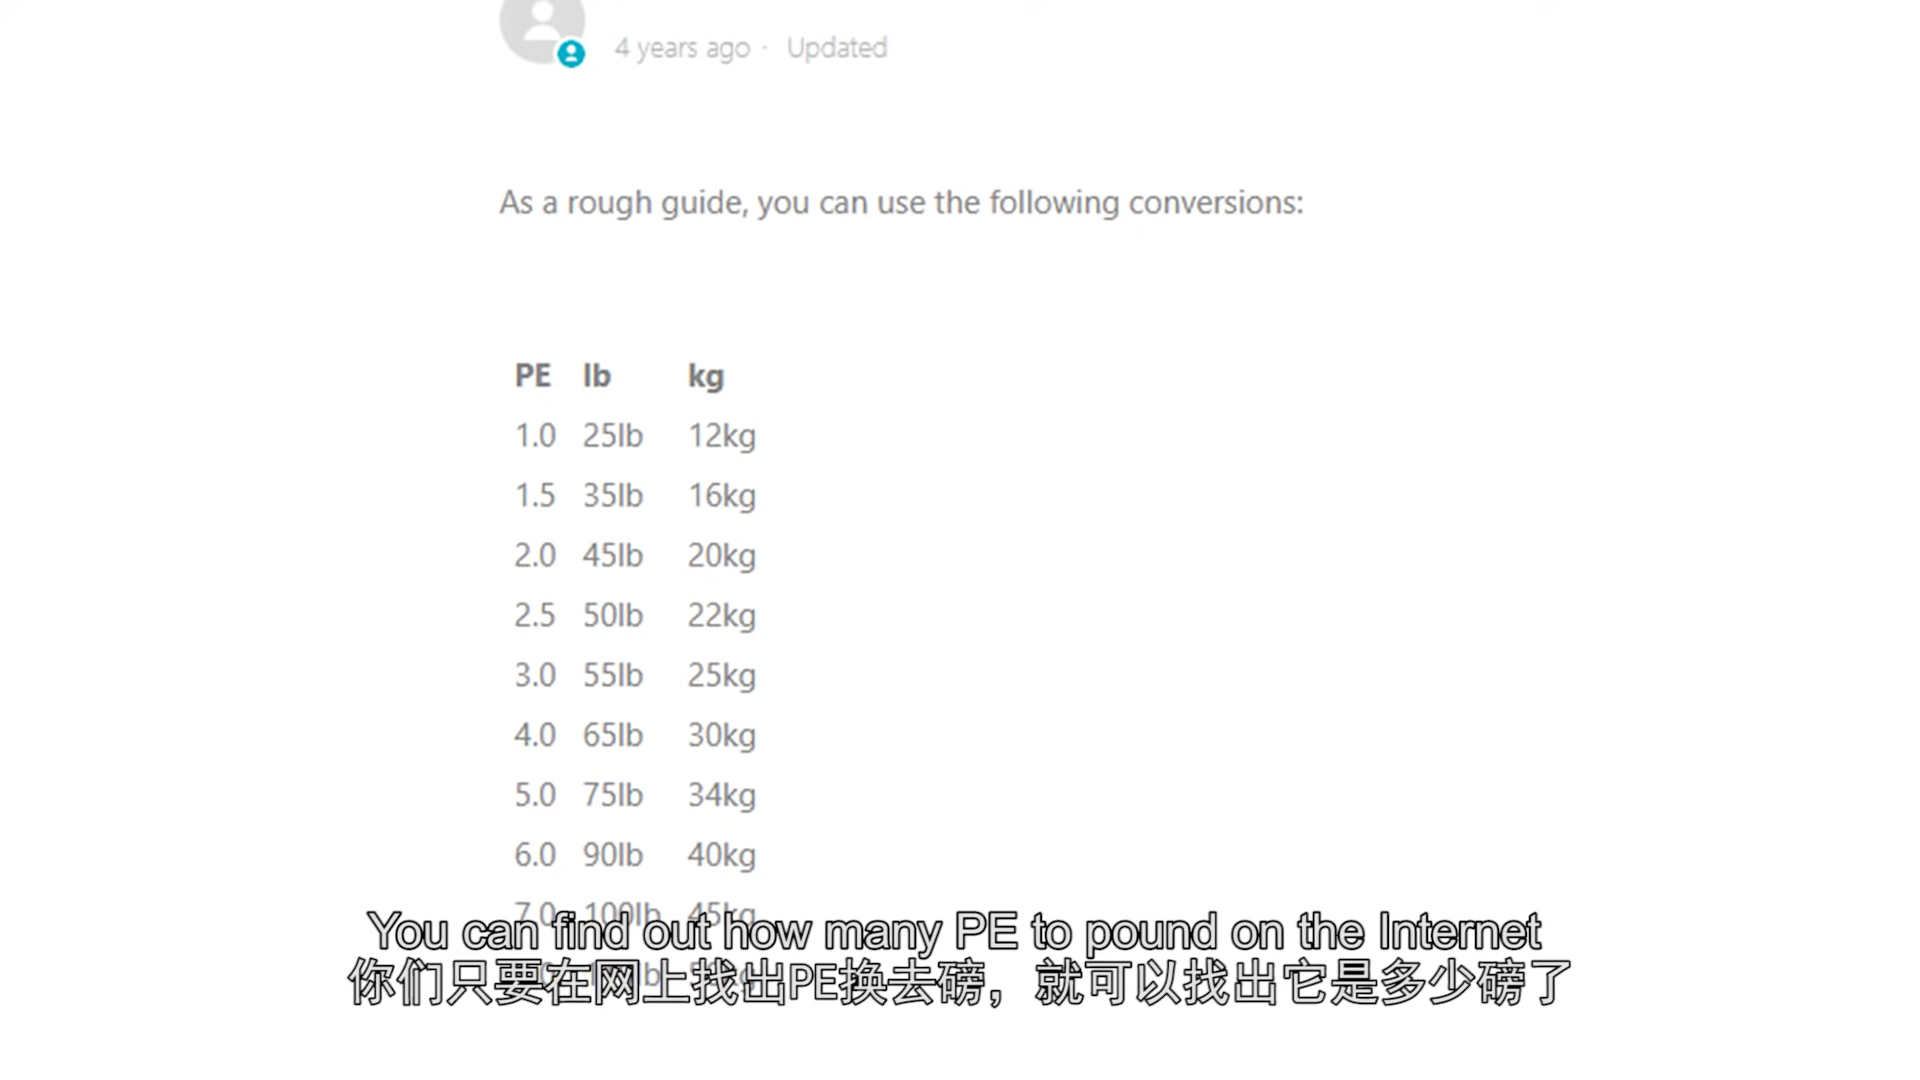 4 years ago · Updated
As a rough guide, you can use the following conversions:
PE lb kg
1.0 25lb 12kg
1.5 35lb 16kg
2.0 45lb 20kg
2.5 50lb 22kg
3.0 55lb 25kg
4.0 65lb 30kg
5.0 75lb 34kg
6.0 90lb 40kg
7.0 100lb 45kg
You can find out how many PE to pound on the Internet
你们只要在网上找出PE换去磅，就可以找出它是多少磅了